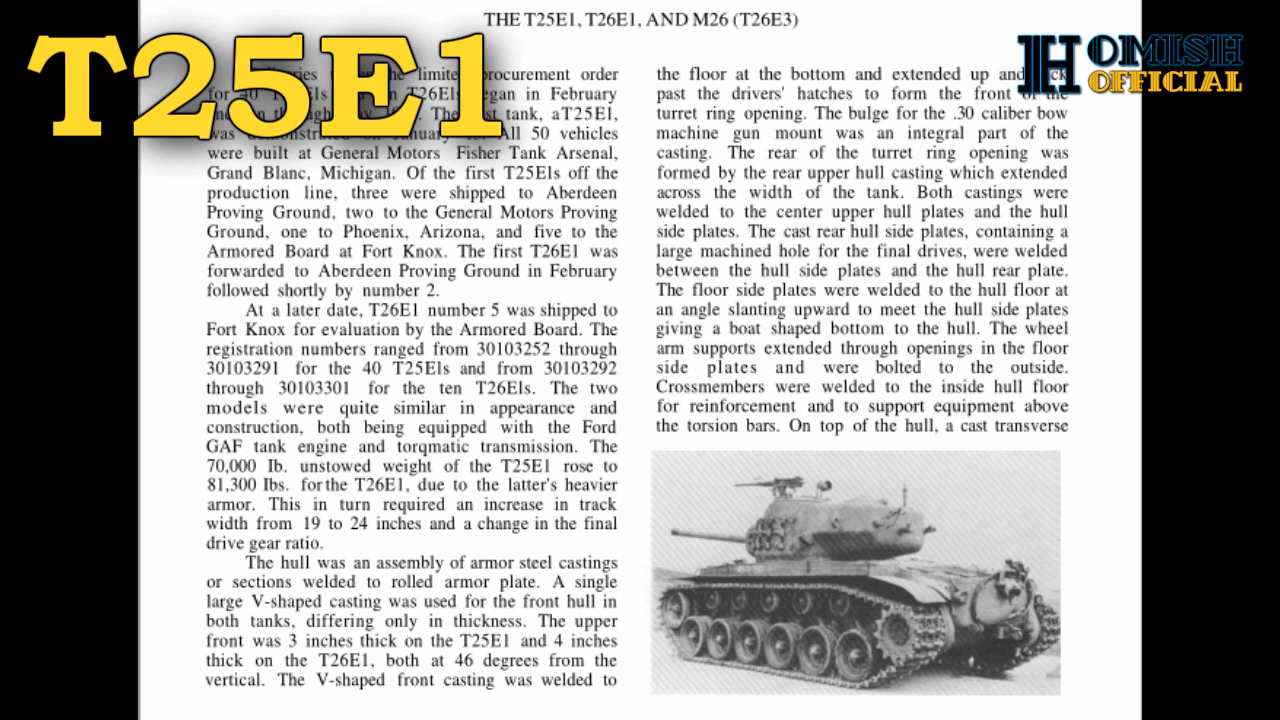 THE T25E1, T26E1, AND M26 (T26E3)
T25E1
HOMISH
OFFICIAL
limite procurement order
for 40
T26Els egan in February
The tank, aT25E1,
was All 50 vehicles
were built at General Motors Fisher Tank Arsenal,
Grand Blanc, Michigan. Of the first T25Els off the
production line, three were shipped to Aberdeen
Proving Ground, two to the General Motors Proving
Ground, one to Phoenix, Arizona, and five to the
Armored Board at Fort Knox. The first T26E1 was
forwarded to Aberdeen Proving Ground in February
followed shortly by number 2.
At a later date, T26E1 number 5 was shipped to
Fort Knox for evaluation by the Armored Board. The
registration numbers ranged from 30103252 through
30103291 for the 40 T25Els and from 30103292
through 30103301 for the ten T26Els. The two
models were quite similar in appearance and
construction, both being equipped with the Ford
GAF tank engine and torqmatic transmission. The
70,000 Ib. unstowed weight of the T25E1 rose to
81,300 Ibs. forthe T26E1, due to the latter's heavier
armor. This in turn required an increase in track
width from 19 to 24 inches and a change in the final
drive gear ratio.
The hull was an assembly of armor steel castings
or sections welded to rolled armor plate. A single
large V-shaped casting was used for the front hull in
both tanks, differing only in thickness. The upper
front was 3 inches thick on the T25E1 and 4 inches
thick on the T26E1, both at 46 degrees from the
vertical. The V-shaped front casting was welded to
the floor at the bottom and extended up and
past the drivers' hatches to form the front of the
turret ring opening. The bulge for the .30 caliber bow
machine gun mount was an integral part of the
casting. The rear of the turret ring opening was
formed by the rear upper hull casting which extended
across the width of the tank. Both castings were
welded to the center upper hull plates and the hull
side plates. The cast rear hull side plates, containing a
large machined hole for the final drives, were welded
between the hull side plates and the hull rear plate.
The floor side plates were welded to the hull floor at
an angle slanting upward to meet the hull side plates
giving a boat shaped bottom to the hull. The wheel
arm supports extended through openings in the floor
side plates and were bolted to the outside.
Crossmembers were welded to the inside hull floor
for reinforcement and to support equipment above
the torsion bars. On top of the hull, a cast transverse